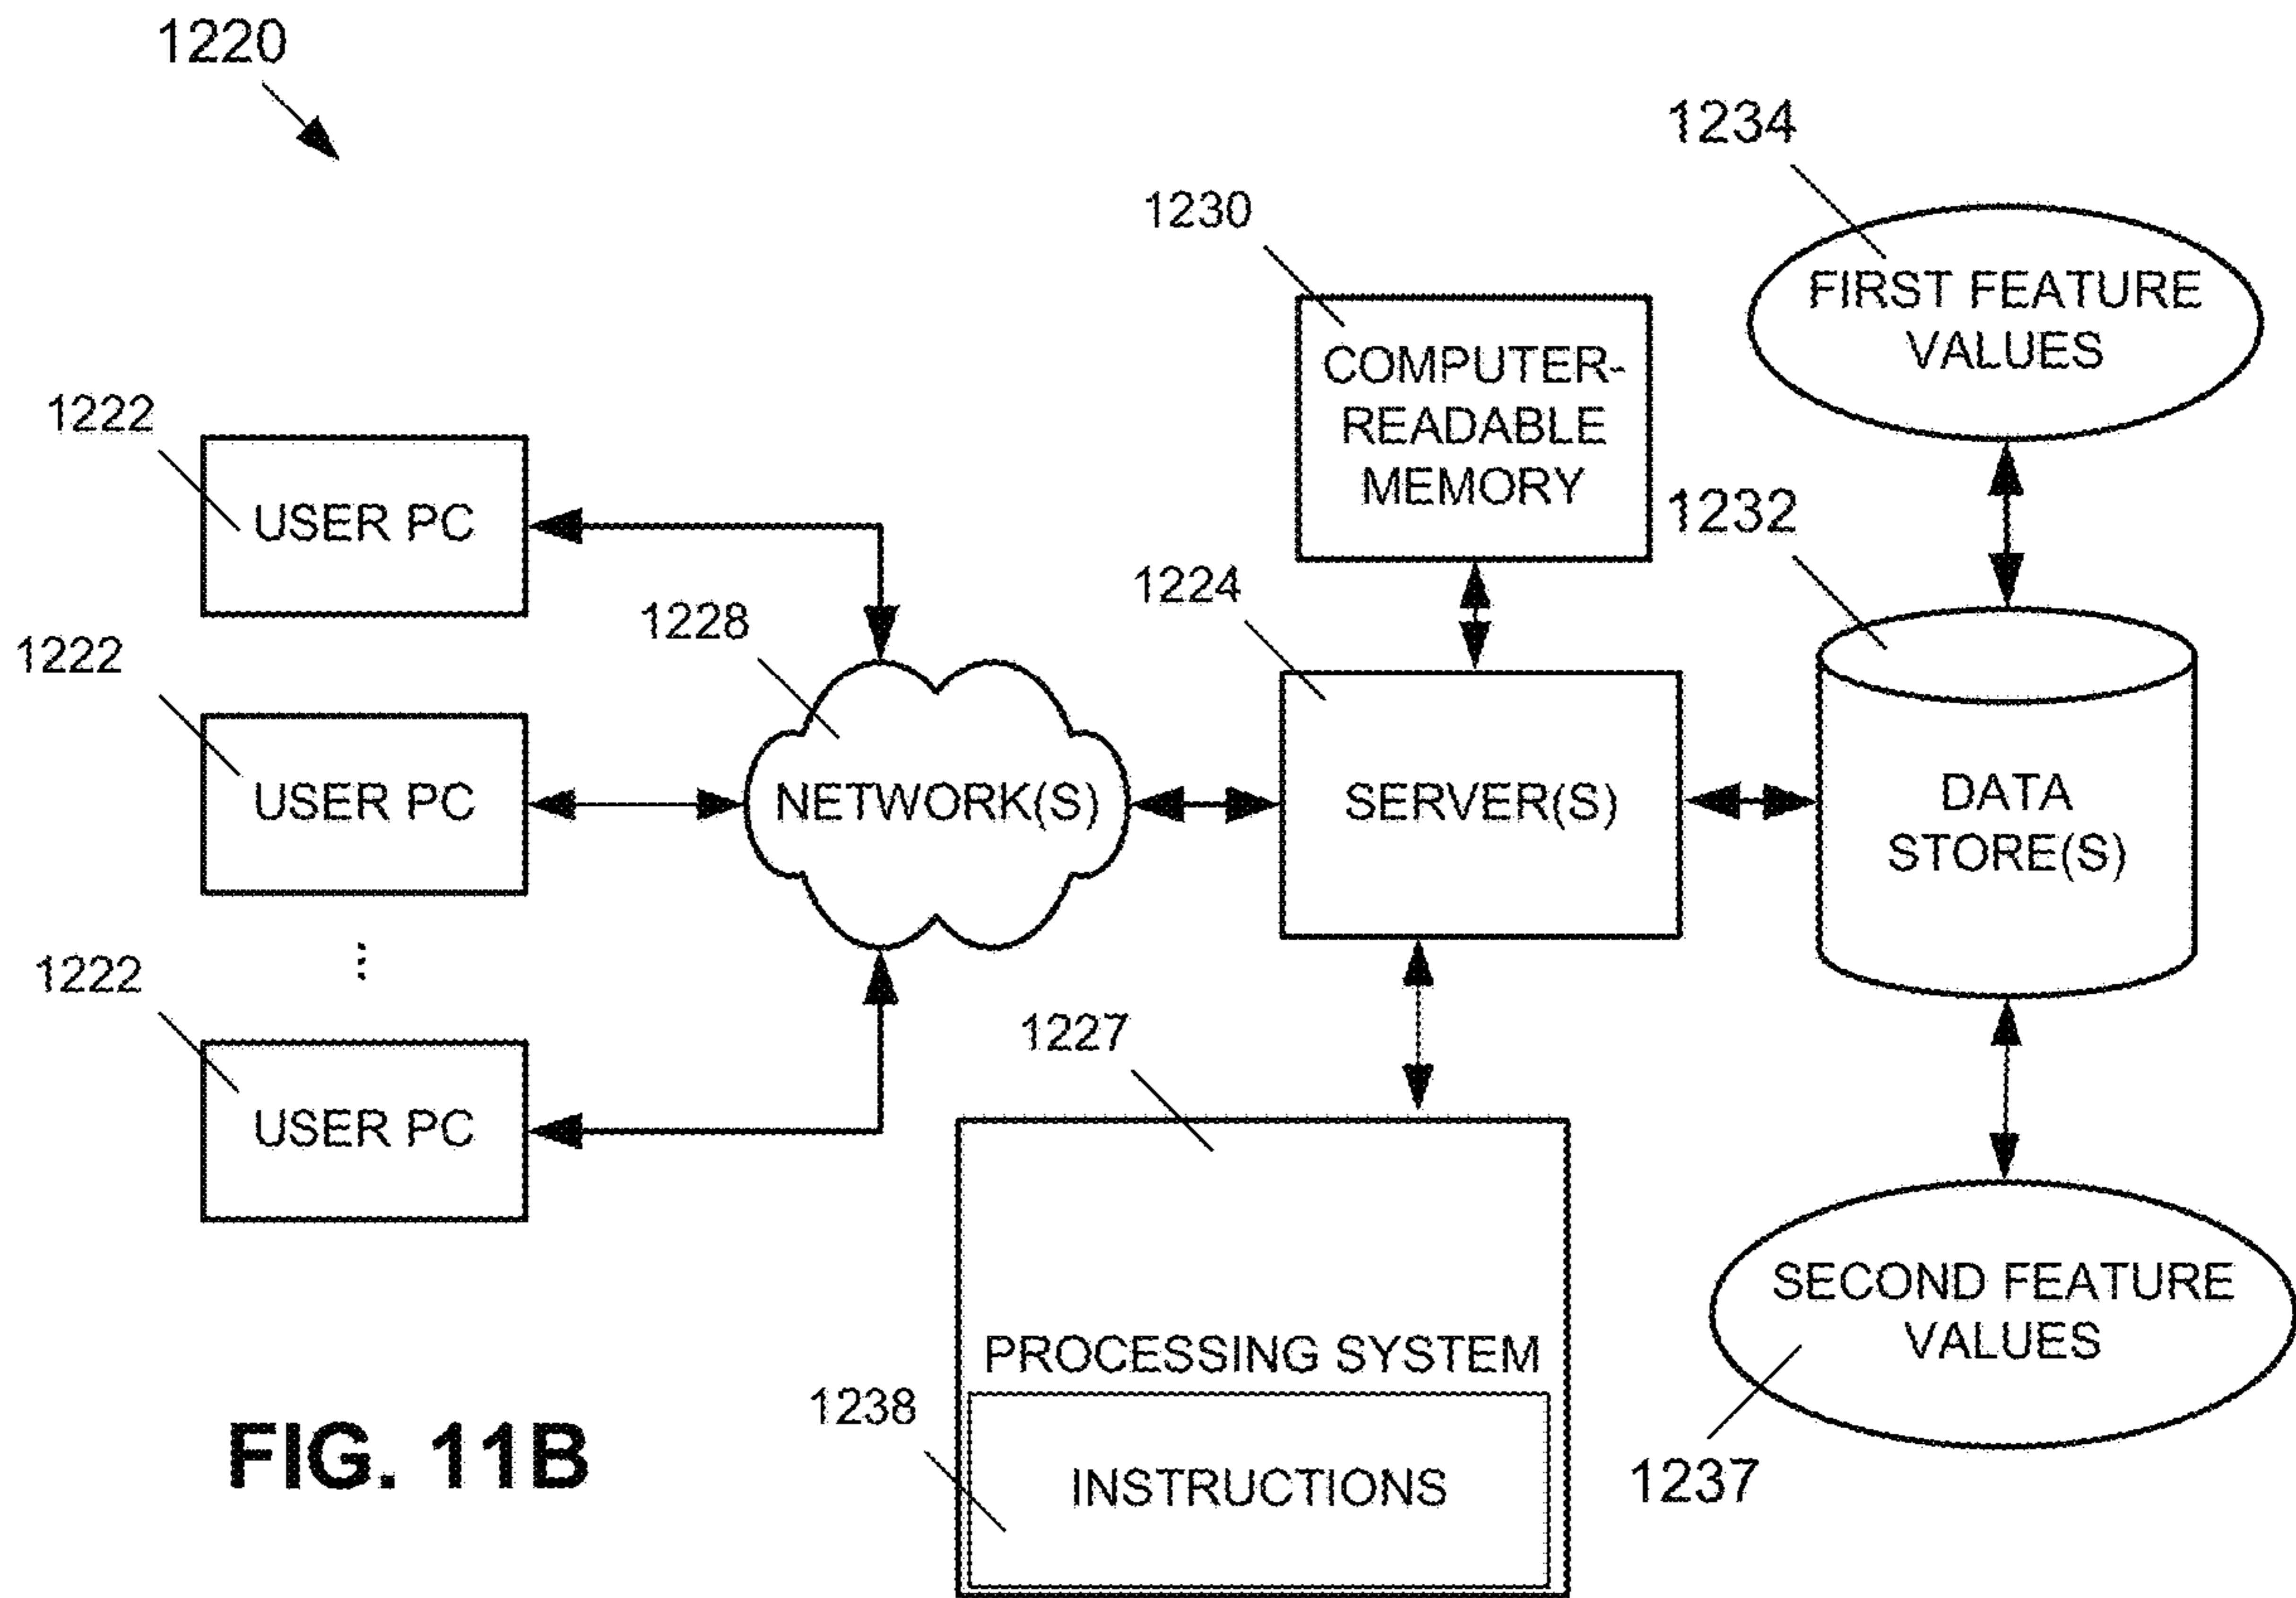 1220
1234
1230
FIRST FEATURE
VALUES
COMPUTER-
READABLE
MEMORY
1222
USER PC
1232
1224
1228
1222
USER PC
NETWORK(S)
SERVER(S)
DATA
STORE(S)
...
1222
USER PC
1227
PROCESSING SYSTEM
1238
INSTRUCTIONS
SECOND FEATURE
VALUES
1237
FIG. 11B